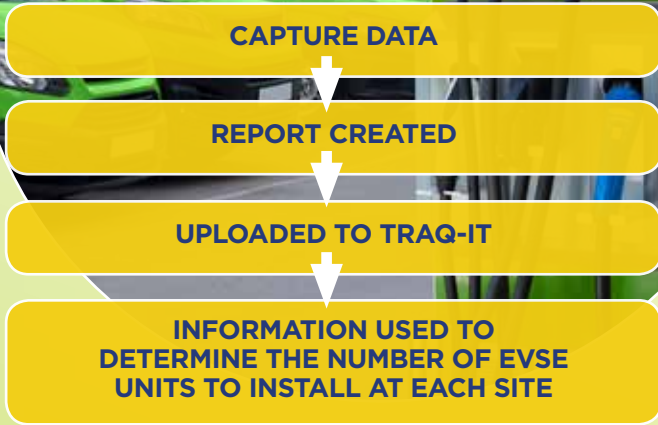 CAPTURE DATA
REPORT CREATED
UPLOADED TO TRAQ-IT
INFORMATION USED TO
DETERMINE THE NUMBER OF EVSE
UNITS TO INSTALL AT EACH SITE